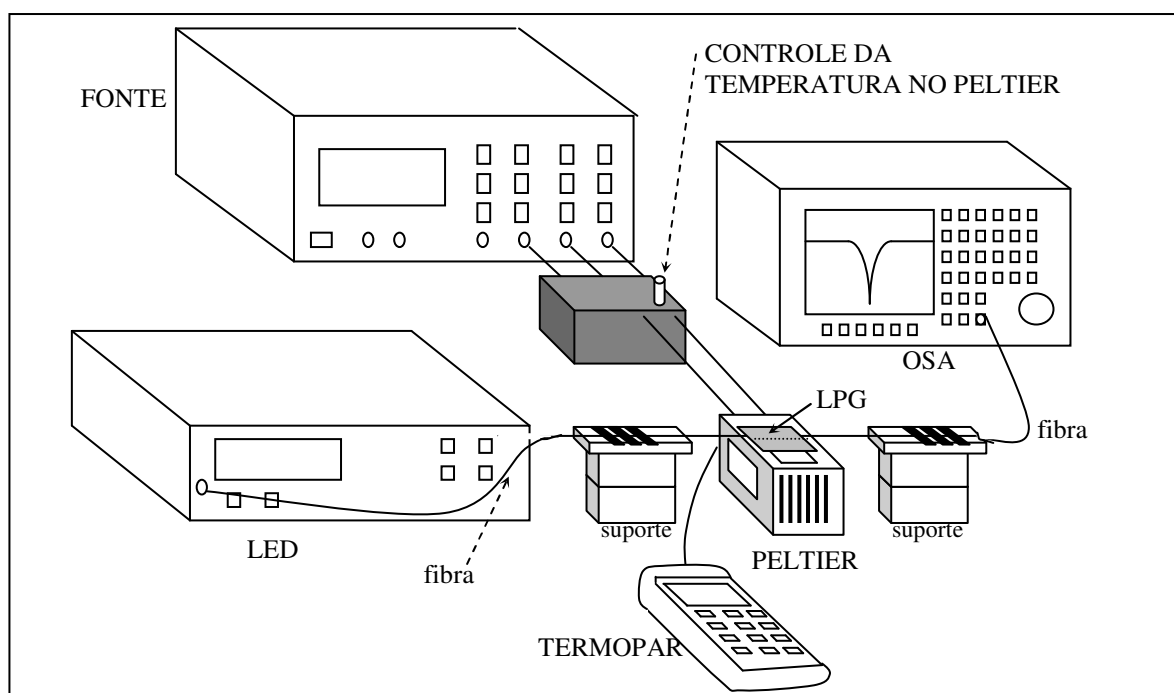 CONTROLE DA
TEMPERATURA NO PELTIER
FONTE
OSA
LPG
fibra
suporte
suporte
LED
PELTIER
fibra
TERMOPAR